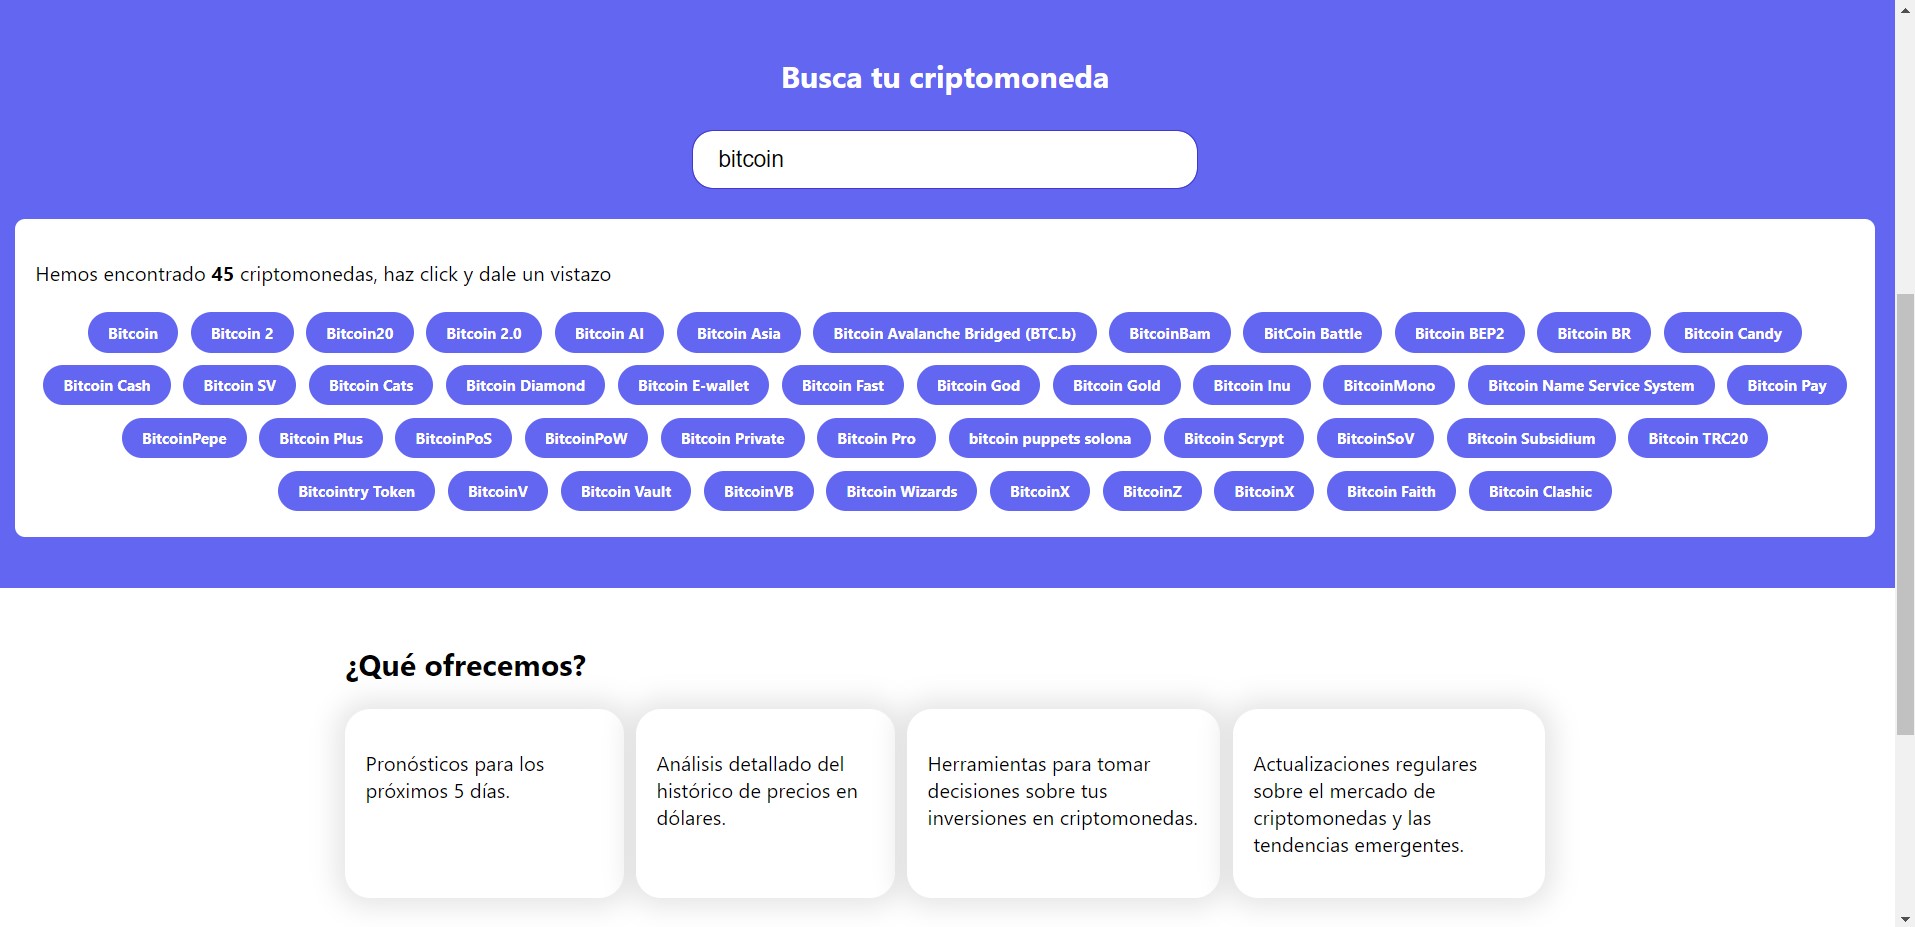 Busca tu criptomoneda
bitcoin
Hemos encontrado 45 criptomonedas, haz click y dale un vistazo
Bitcoin Bitcoin 2 Bitcoin20 Bitcoin 2.0 Bitcoin AI Bitcoin Asia Bitcoin Avalanche Bridged (BTC.b) BitcoinBam BitCoin Battle Bitcoin BEP2 Bitcoin BR Bitcoin Candy
Bitcoin Cash Bitcoin SV Bitcoin Cats Bitcoin Diamond Bitcoin E-wallet Bitcoin Fast Bitcoin God Bitcoin Gold Bitcoin Inu BitcoinMono Bitcoin Name Service System Bitcoin Pay
BitcoinPepe Bitcoin Plus BitcoinPoS BitcoinPoW Bitcoin Private Bitcoin Pro bitcoin puppets solona Bitcoin Scrypt BitcoinSoV Bitcoin Subsidium Bitcoin TRC20
Bitcointry Token BitcoinV Bitcoin Vault BitcoinVB Bitcoin Wizards BitcoinX BitcoinZ BitcoinX Bitcoin Faith Bitcoin Clashic
¿Qué ofrecemos?
Pronósticos para los
próximos 5 días.
Análisis detallado del
histórico de precios en
dólares.
Herramientas para tomar
decisiones sobre tus
inversiones en criptomonedas.
Actualizaciones regulares
sobre el mercado de
criptomonedas y las
tendencias emergentes.